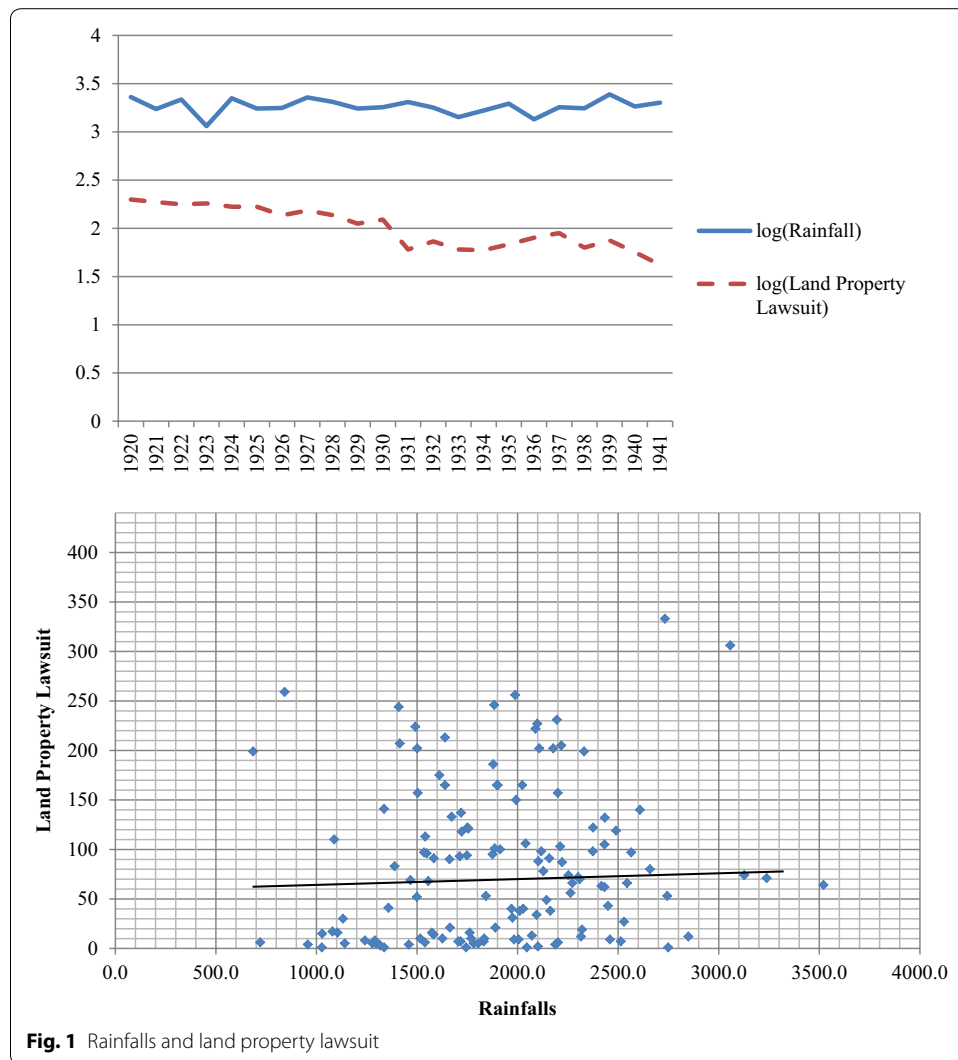 4
3.5
3
2.5
2
1.5
1
0.5
0
1920 1921 1922 1923 1924 1925 1926 1927 1928 1929 1930 1931 1932 1933 1934 1935 1936 1937 1938 1939 1940 1941
log(Rainfall)
log(Land Property
Lawsuit)
Land Property Lawsuit
400
350
300
250
200
150
100
50
0
0.0 500.0 1000.0 1500.0 2000.0 2500.0 3000.0 3500.0 4000.0
Rainfalls
Fig. 1 Rainfalls and land property lawsuit